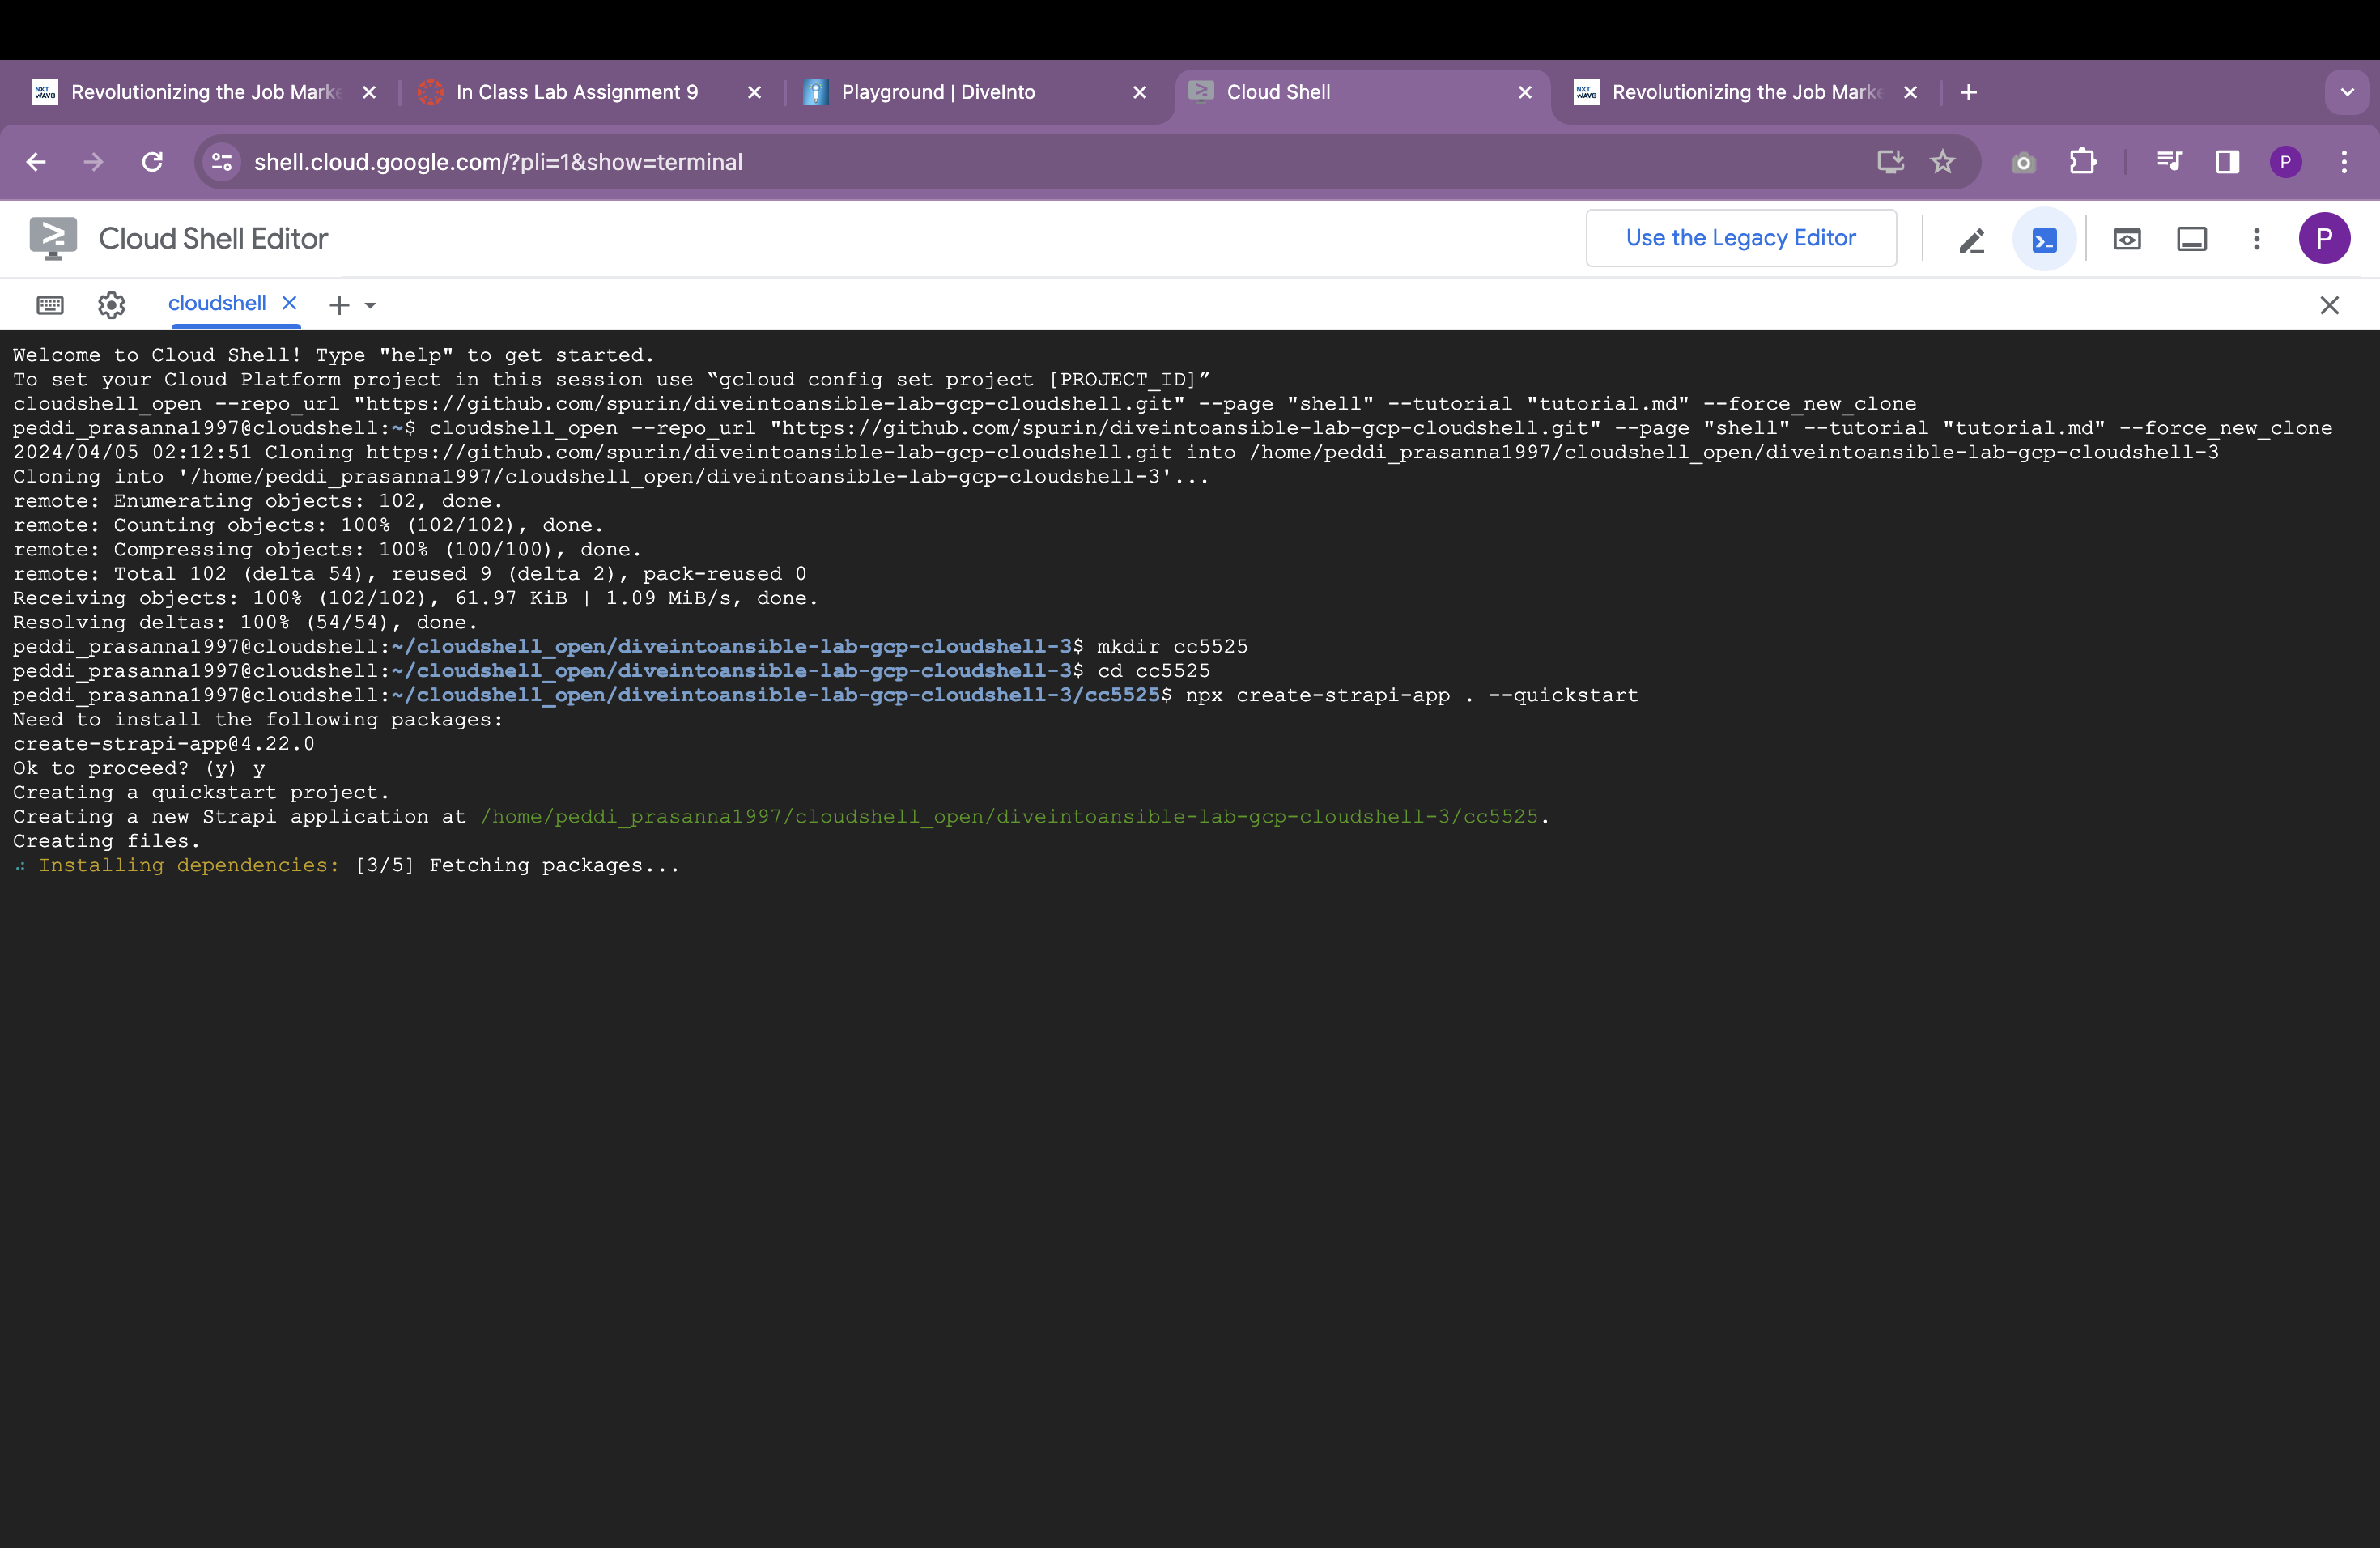 Revolutionizing the Job Marke
In Class Lab Assignment 9
Playground | DiveInto
Cloud Shell
Revolutionizing the Job Marke
shell.cloud.google.com/?pli=1&show=terminal
P
Cloud Shell Editor
Use the Legacy Editor
P
cloudshell
Welcome to Cloud Shell! Type "help" to get started.
To set your Cloud Platform project in this session use “gcloud config set project [PROJECT_ID]”
cloudshell_open --repo_url "https://github.com/spurin/diveintoansible-lab-gcp-cloudshell.git" --page "shell" --tutorial "tutorial.md" --force_new_clone
peddi_prasanna1997@cloudshell:~$ cloudshell_open --repo_url "https://github.com/spurin/diveintoansible-lab-gcp-cloudshell.git" --page "shell" --tutorial "tutorial.md" --force_new_clone
2024/04/05 02:12:51 Cloning https://github.com/spurin/diveintoansible-lab-gcp-cloudshell.git into /home/peddi_prasanna1997/cloudshell_open/diveintoansible-lab-gcp-cloudshell-3
Cloning into '/home/peddi_prasanna1997/cloudshell_open/diveintoansible-lab-gcp-cloudshell-3'...
remote: Enumerating objects: 102, done.
remote: Counting objects: 100% (102/102), done.
remote: Compressing objects: 100% (100/100), done.
remote: Total 102 (delta 54), reused 9 (delta 2), pack-reused 0
Receiving objects: 100% (102/102), 61.97 KiB | 1.09 MiB/s, done.
Resolving deltas: 100% (54/54), done.
peddi_prasanna1997@cloudshell:~/cloudshell_open/diveintoansible-lab-gcp-cloudshell-3$ mkdir cc5525
peddi_prasanna1997@cloudshell:~/cloudshell_open/diveintoansible-lab-gcp-cloudshell-3$ cd cc5525
peddi_prasanna1997@cloudshell:~/cloudshell_open/diveintoansible-lab-gcp-cloudshell-3/cc5525$ npx create-strapi-app . --quickstart
Need to install the following packages:
create-strapi-app@4.22.0
Ok to proceed? (y) y
Creating a quickstart project.
Creating a new Strapi application at /home/peddi_prasanna1997/cloudshell_open/diveintoansible-lab-gcp-cloudshell-3/cc5525.
Creating files.
Installing dependencies: [3/5] Fetching packages...